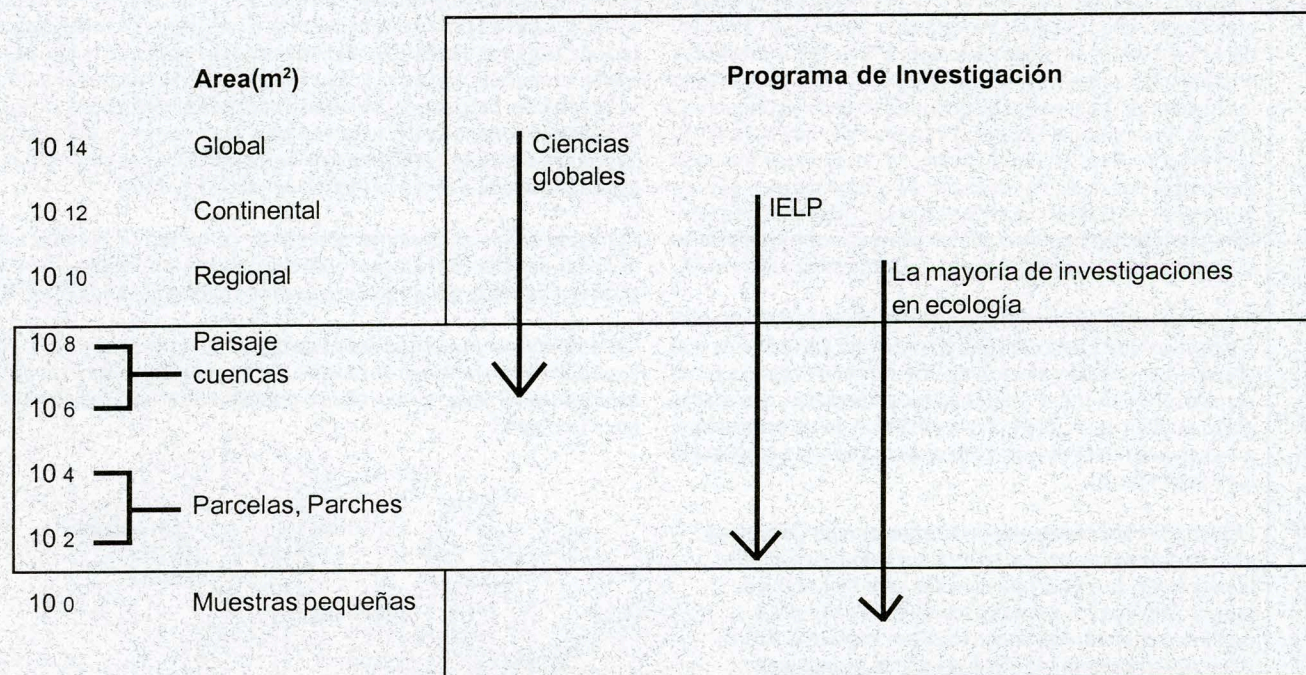 Area(m²)
Programa de Investigación
10 14
Global
Ciencias
globales
10 12
Continental
IELP
10 10
Regional
La mayoría de investigaciones
en ecología
10 8
Paisaje
cuencas
10 6
10 4
Parcelas, Parches
10 2
10 0
Muestras pequeñas